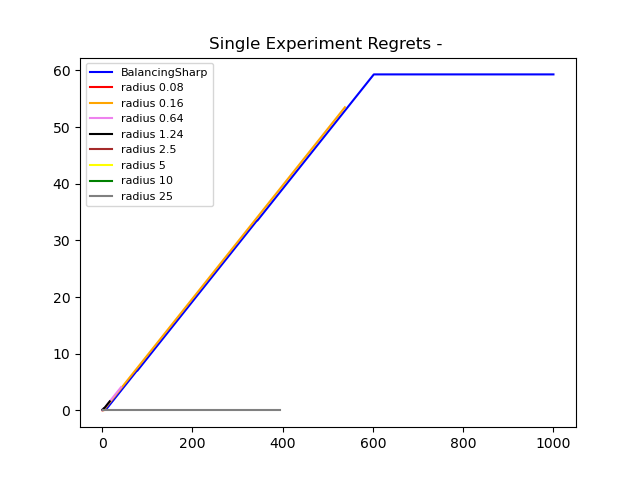 Single Experiment Regrets -
BalancingSharp
radius 0.08
radius 0.16
radius 0.64
radius 1.24
radius 2.5
radius 5
radius 10
radius 25
60
50
40
30
20
10
0
0 200 400 600 800 1000